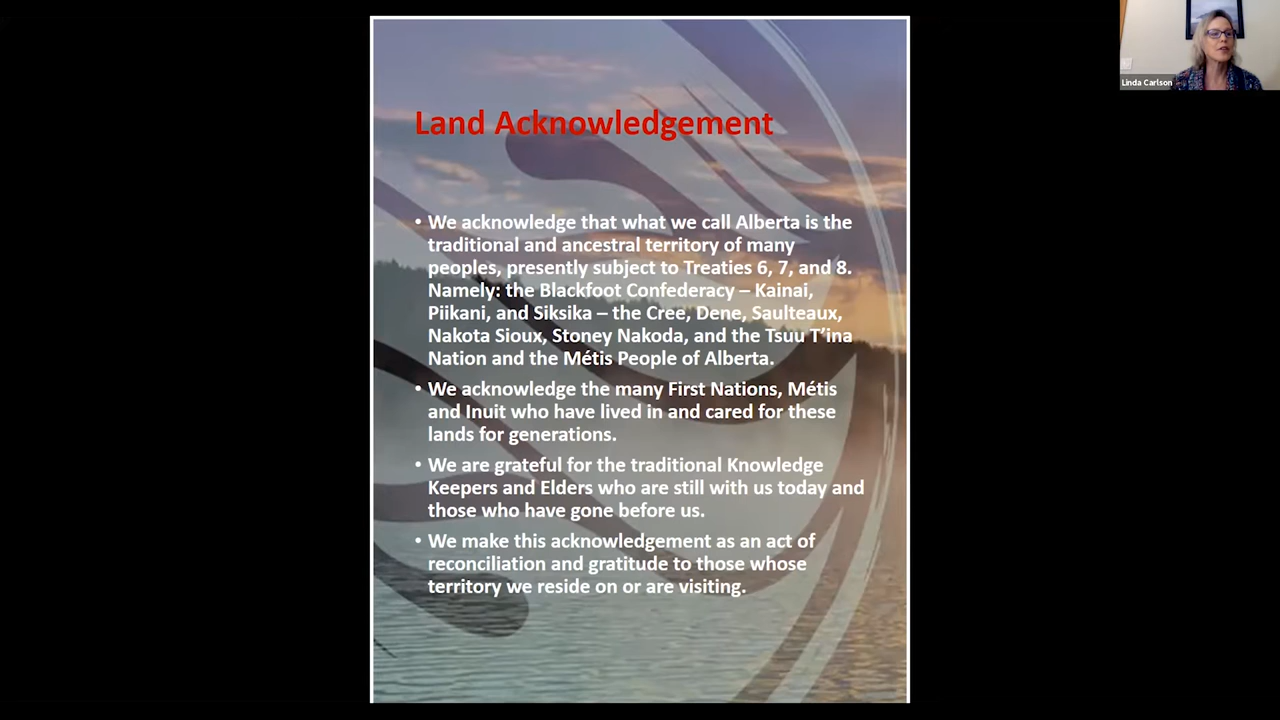 Land Acknowledgement
• We acknowledge that what we call Alberta is the
traditional and ancestral territory of many
peoples, presently subject to Treaties 6, 7, and 8.
Namely: the Blackfoot Confederacy – Kainai,
Piikani, and Siksika – the Cree, Dene, Saulteaux,
Nakota Sioux, Stoney Nakoda, and the Tsuu T’ina
Nation and the Métis People of Alberta.
• We acknowledge the many First Nations, Métis
and Inuit who have lived in and cared for these
lands for generations.
• We are grateful for the traditional Knowledge
Keepers and Elders who are still with us today and
those who have gone before us.
• We make this acknowledgement as an act of
reconciliation and gratitude to those whose
territory we reside on or are visiting.
Linda Carlson